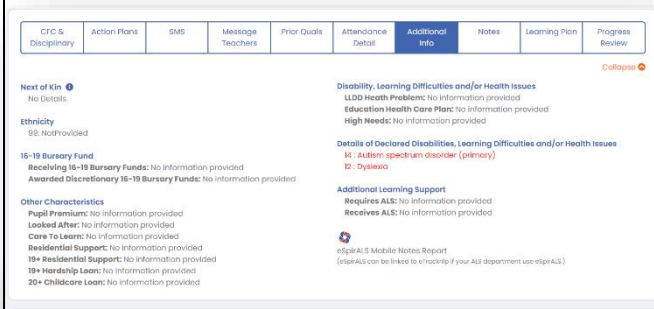 CFC & Disciplinary
Action Plans
SMS
Message Teachers
Prior Quals
Attendance Detail
Additional Info
Notes
Learning Plan
Progress Review
Collapse
Next of Kin
No Details
Ethnicity
99: NotProvided
16-19 Bursary Fund
Receiving 16-19 Bursary Funds: No information provided
Awarded Discretionary 16-19 Bursary Funds: No information provided
Other Characteristics
Pupil Premium: No information provided
Looked After: No information provided
Care To Learn: No information provided
Residential Support: No information provided
19+ Residential Support: No information provided
19+ Hardship Loan: No information provided
20+ Childcare Loan: No information provided
Disability, Learning Difficulties and/or Health Issues
LLDD Heath Problem: No information provided
Education Health Care Plan: No information provided
High Needs: No information provided
Details of Declared Disabilities, Learning Difficulties and/or Health Issues
14 : Autism spectrum disorder (primary)
12 : Dyslexia
Additional Learning Support
Requires ALS: No information provided
Receives ALS: No information provided
eSpirALS Mobile Notes Report
(eSpirALS can be linked to eTrackILP if your ALS department use eSpirALS.)